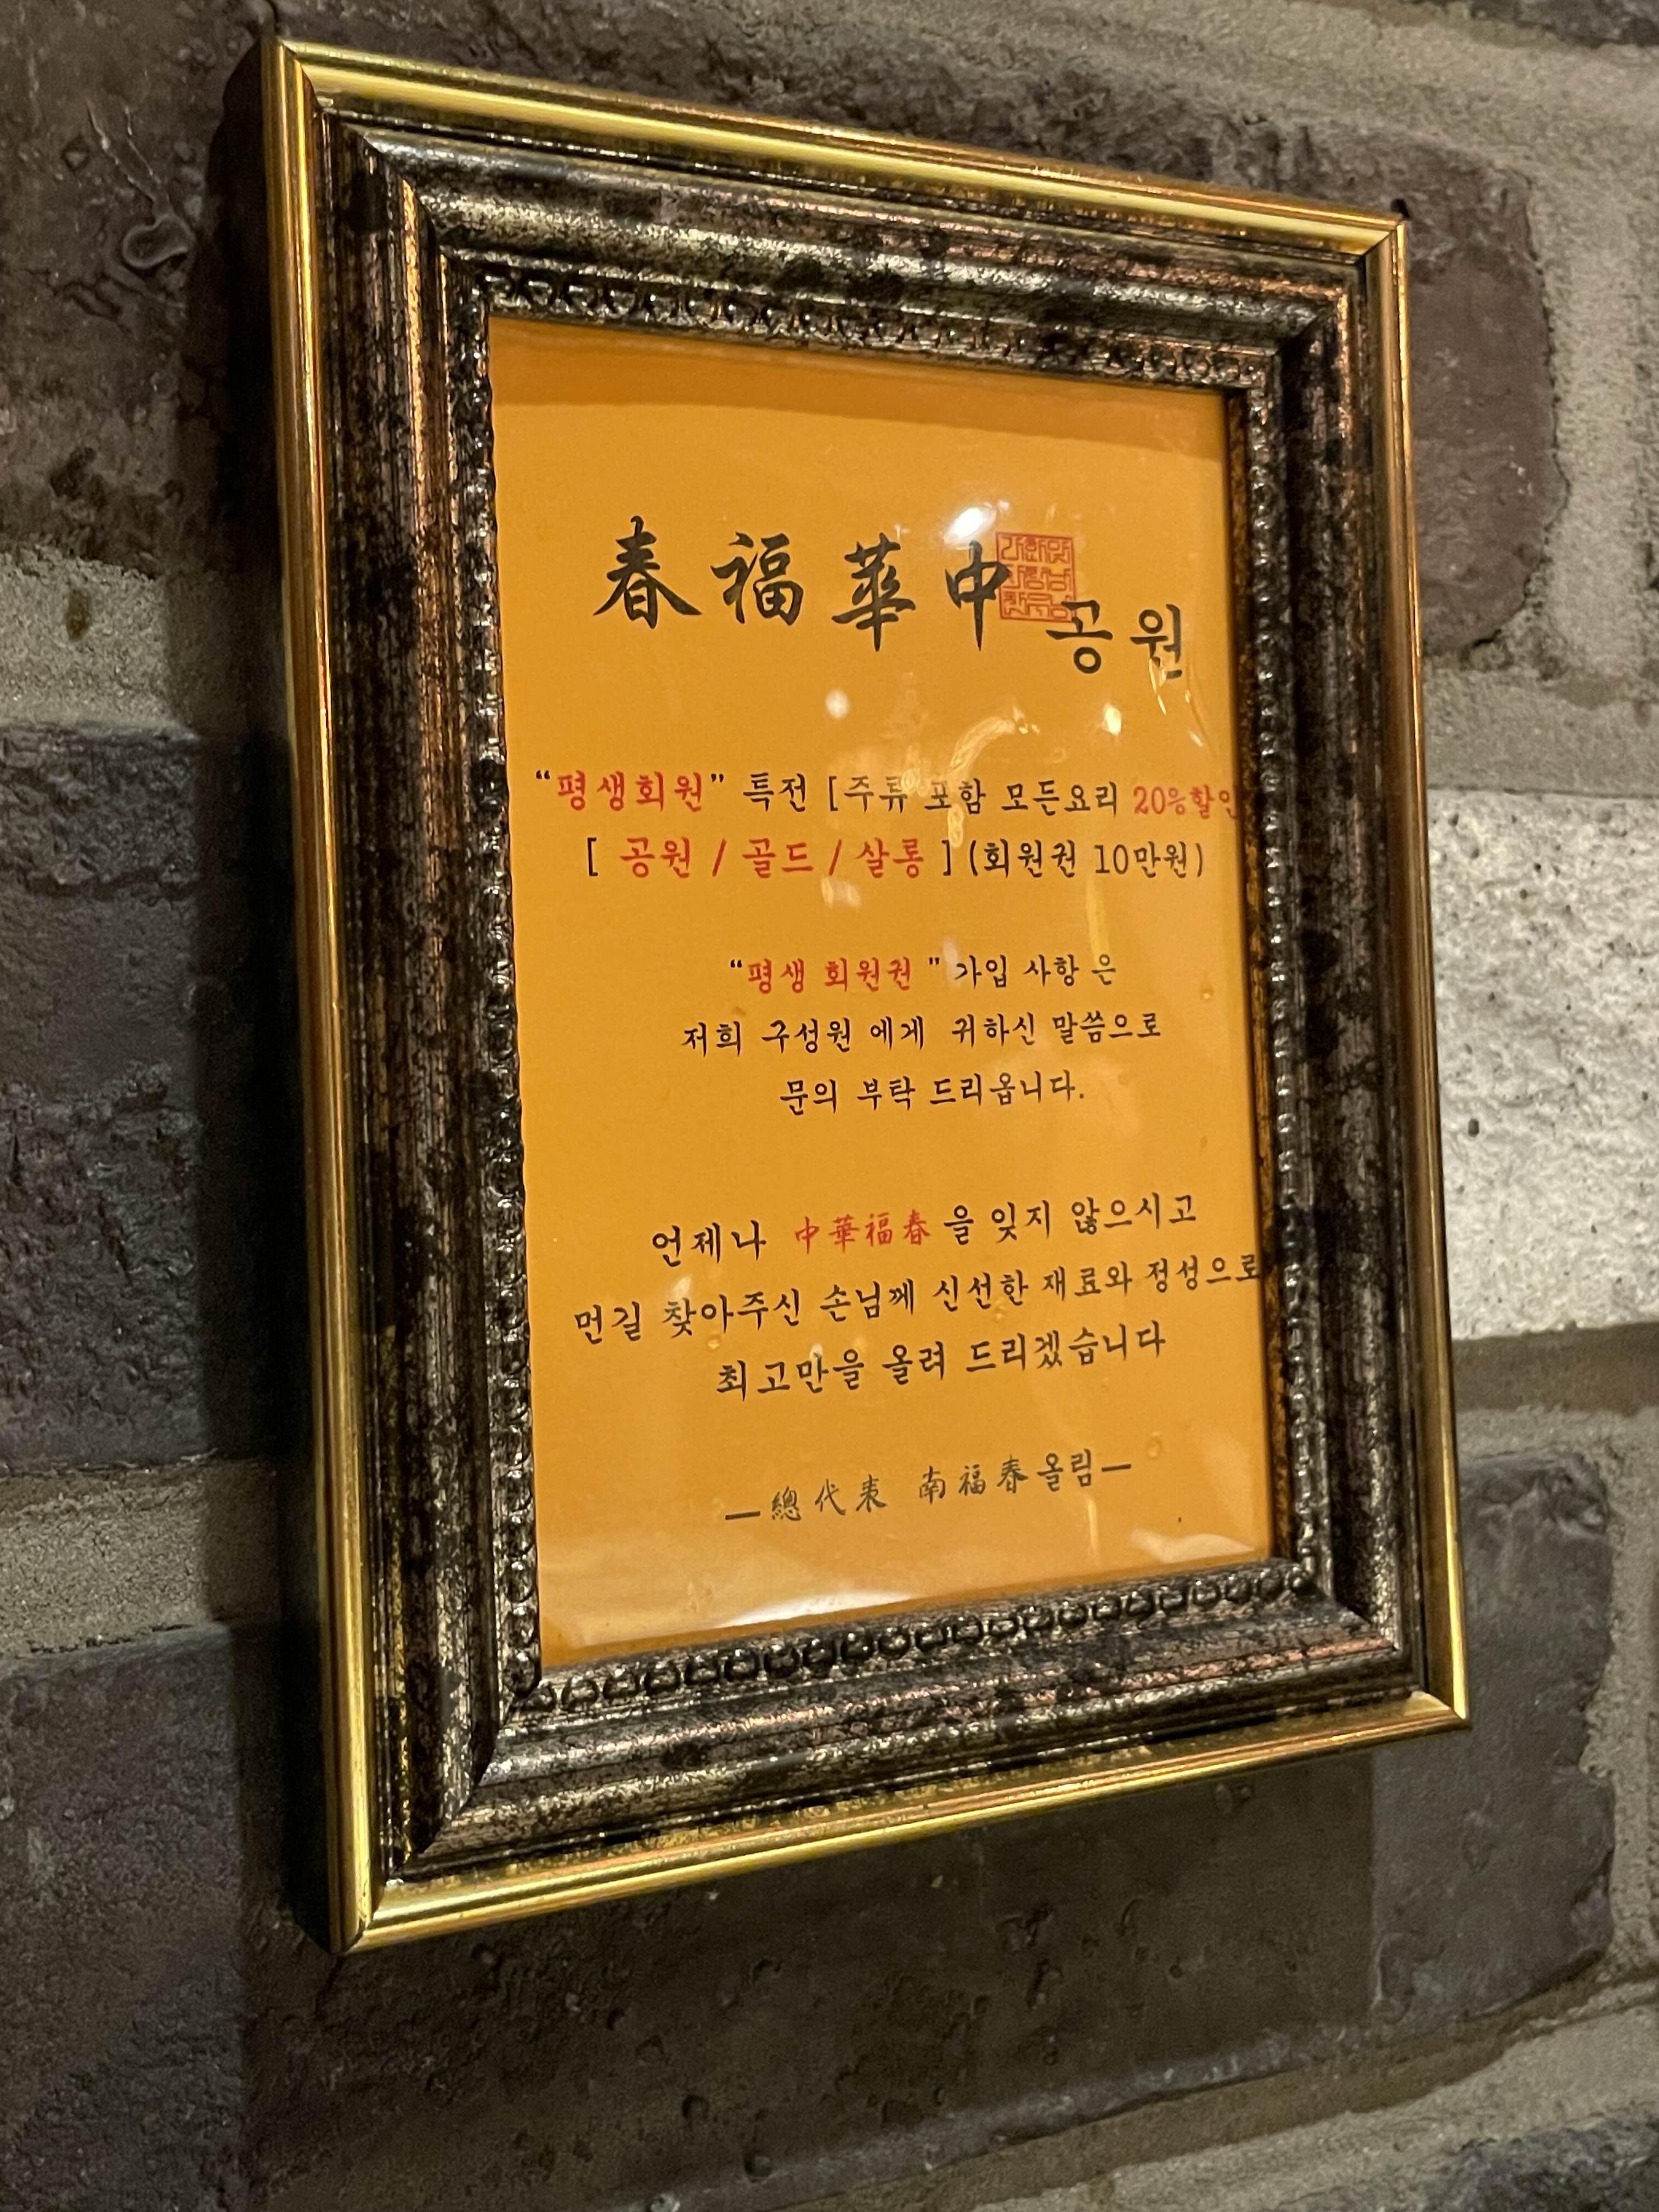 春福華中
공원
“평생회원” 특전 [주류 포함 모든요리 20%할인
[ 공원 / 골드 / 살롱 ] (회원권 10만원)
“평생 회원권 ” 가입 사항 은
저희 구성원 에게 귀하신 말씀으로
문의 부탁 드리옵니다.
언제나 中華福春 을 잊지 않으시고
먼길 찾아주신 손님께 신선한 재료와 정성으로
최고만을 올려 드리겠습니다
—總代表 南福春올림—